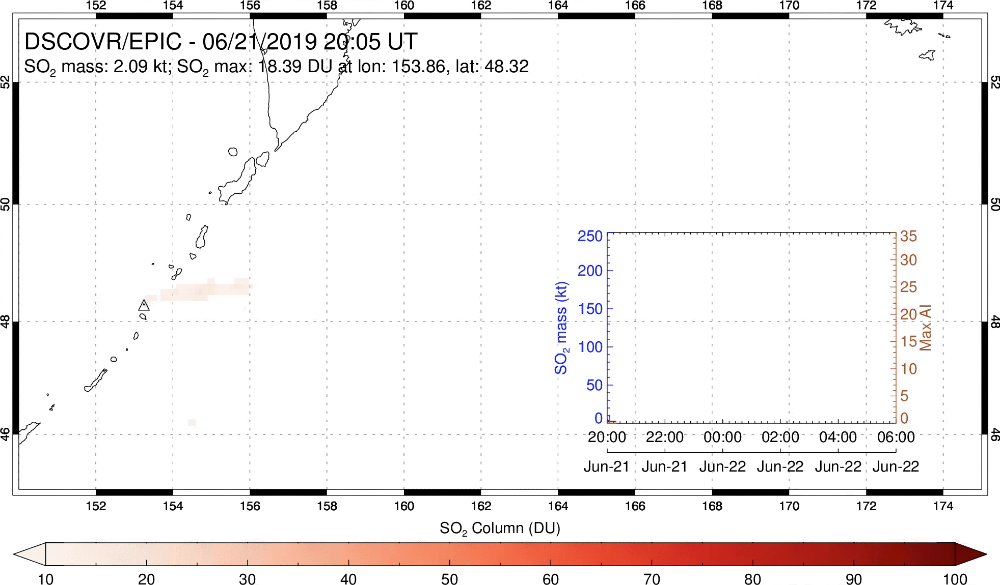 152 154 156 158 160 162 164 166 168 170 172 174
DSCOVR/EPIC - 06/21/2019 20:05 UT
SO₂ mass: 2.09 kt; SO₂ max: 18.39 DU at lon: 153.86, lat: 48.32
52 52
50 50
48 48
46 46
250 35
200 30
150 25
100 20
50 15
0 10
5
0
SO₂ mass (kt)
Max AI
20:00 22:00 00:00 02:00 04:00 06:00
Jun-21 Jun-21 Jun-22 Jun-22 Jun-22 Jun-22
152 154 156 158 160 162 164 166 168 170 172 174
SO₂ Column (DU)
10 20 30 40 50 60 70 80 90 100